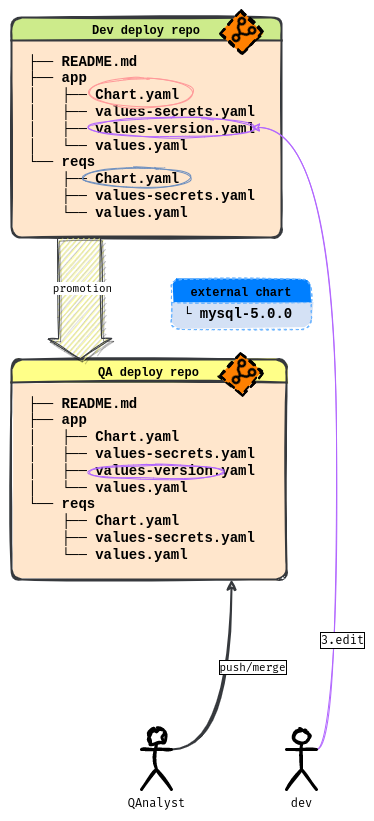 Dev deploy repo
├── README.md
├── app
│   ├── Chart.yaml
│   ├── values-secrets.yaml
│   ├── values-version.yaml
│   └── values.yaml
└── reqs
    ├── Chart.yaml
    ├── values-secrets.yaml
    └── values.yaml
promotion
external chart
└ mysql-5.0.0
QA deploy repo
├── README.md
├── app
│   ├── Chart.yaml
│   ├── values-secrets.yaml
│   ├── values-version.yaml
│   └── values.yaml
└── reqs
    ├── Chart.yaml
    ├── values-secrets.yaml
    └── values.yaml
3.edit
push/merge
QAnalyst
dev